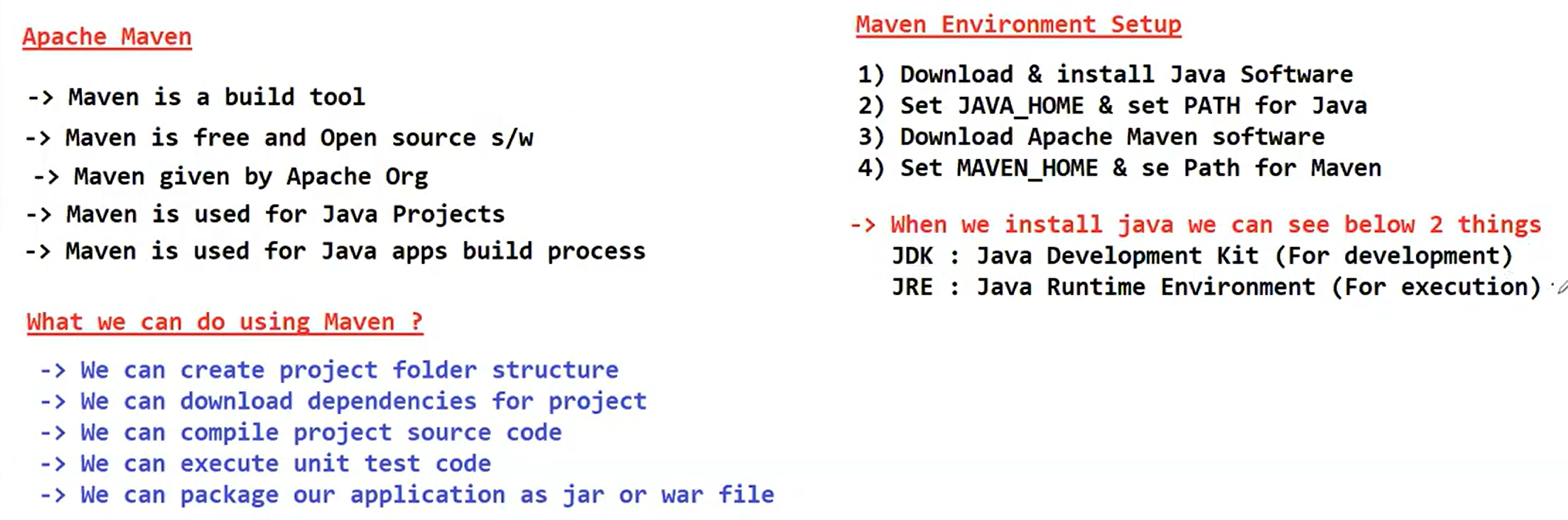 Apache Maven
-> Maven is a build tool
-> Maven is free and Open source s/w
-> Maven given by Apache Org
-> Maven is used for Java Projects
-> Maven is used for Java apps build process
What we can do using Maven ?
-> We can create project folder structure
-> We can download dependencies for project
-> We can compile project source code
-> We can execute unit test code
-> We can package our application as jar or war file
Maven Environment Setup
1) Download & install Java Software
2) Set JAVA_HOME & set PATH for Java
3) Download Apache Maven software
4) Set MAVEN_HOME & se Path for Maven
-> When we install java we can see below 2 things
JDK : Java Development Kit (For development)
JRE : Java Runtime Environment (For execution)